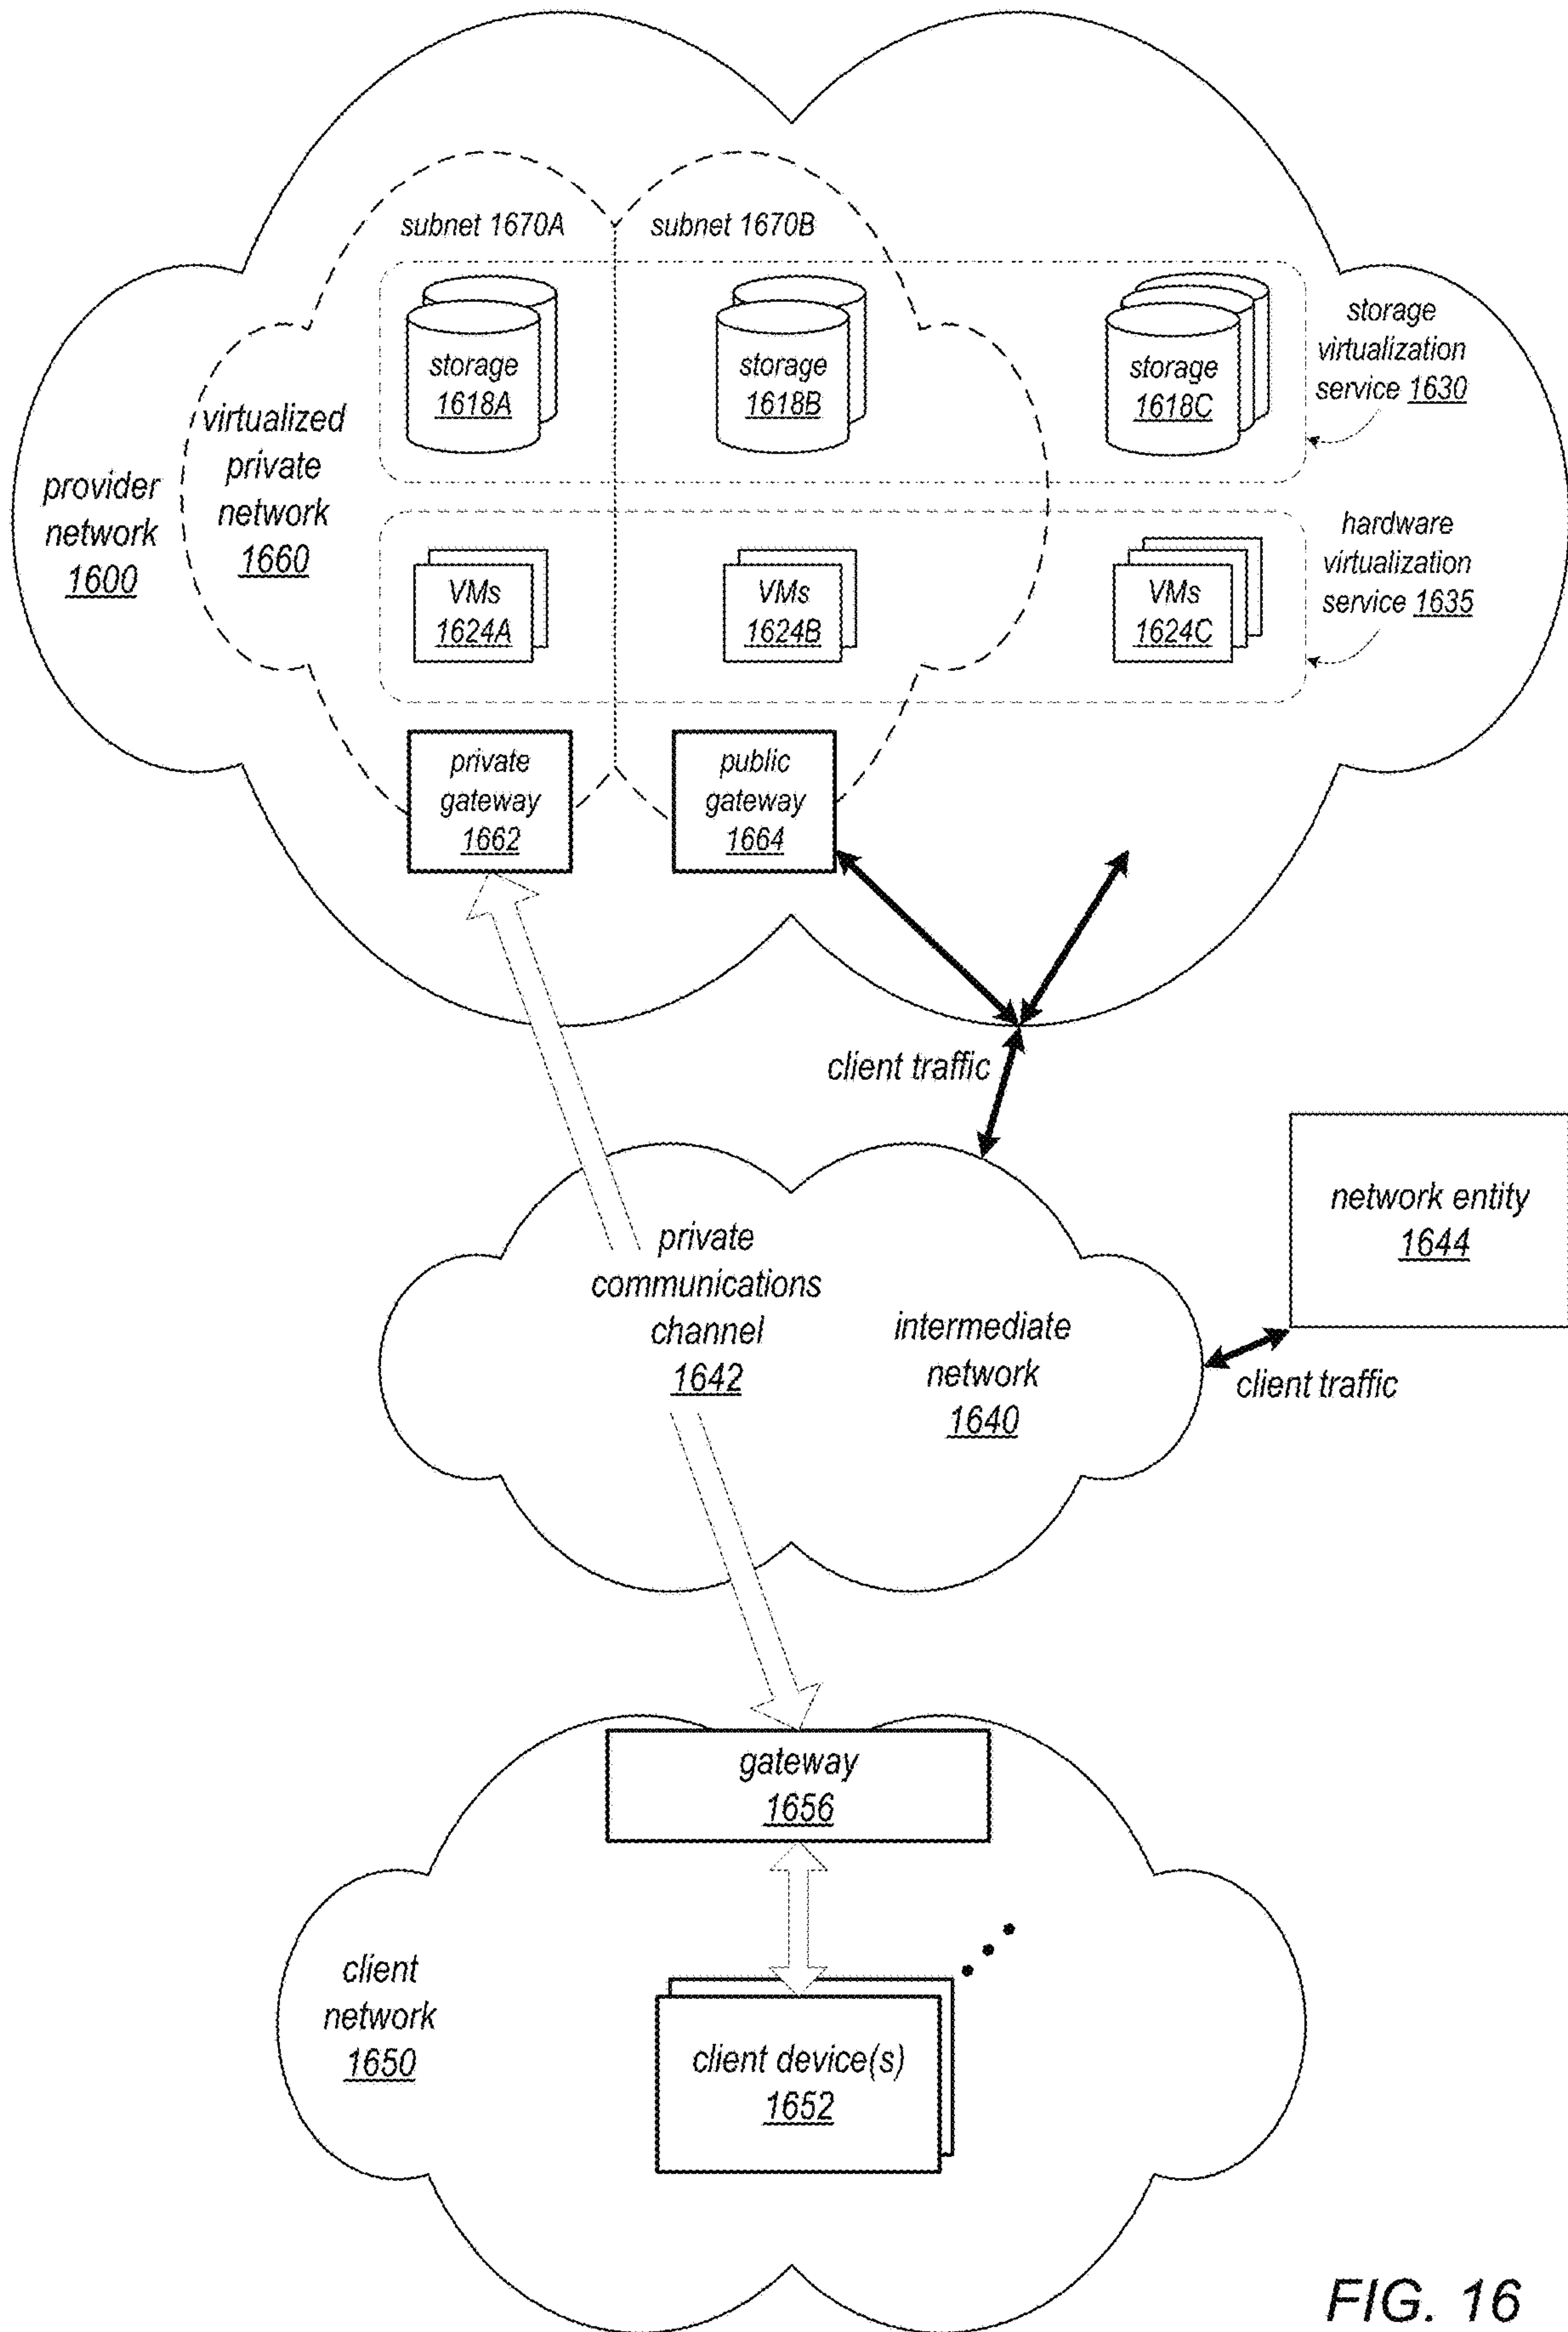 subnet 1670A
subnet 1670B
storage
1618A
storage
1618B
storage
1618C
storage
virtualization
service 1630
virtualized
private
network
1660
provider
network
1600
VMs
1624A
VMs
1624B
VMs
1624C
hardware
virtualization
service 1635
private
gateway
1662
public
gateway
1664
client traffic
network entity
1644
private
communications
channel
1642
intermediate
network
1640
client traffic
gateway
1656
client
network
1650
client device(s)
1652
FIG. 16